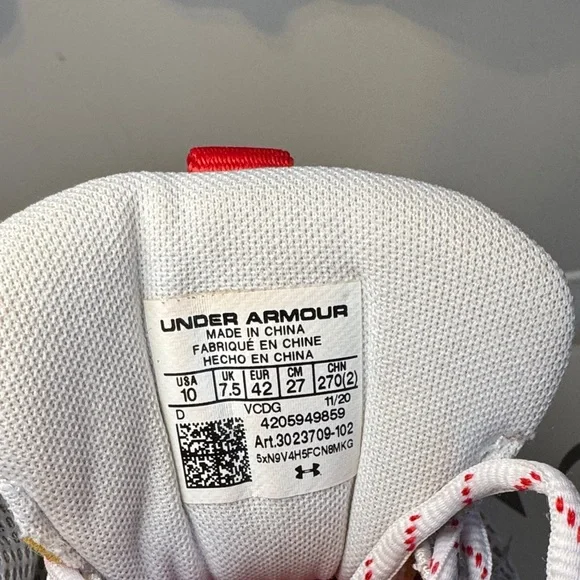 UNDER ARMOUR
MADE IN CHINA
FABRIQUÉ EN CHINE
HECHO EN CHINA
USA UK EUR CM CHN
10 7.5 42 27 270(2)
D VCDG 11/20
4205949859
Art.3023709-102
5xN9V4H5FCN8MKG